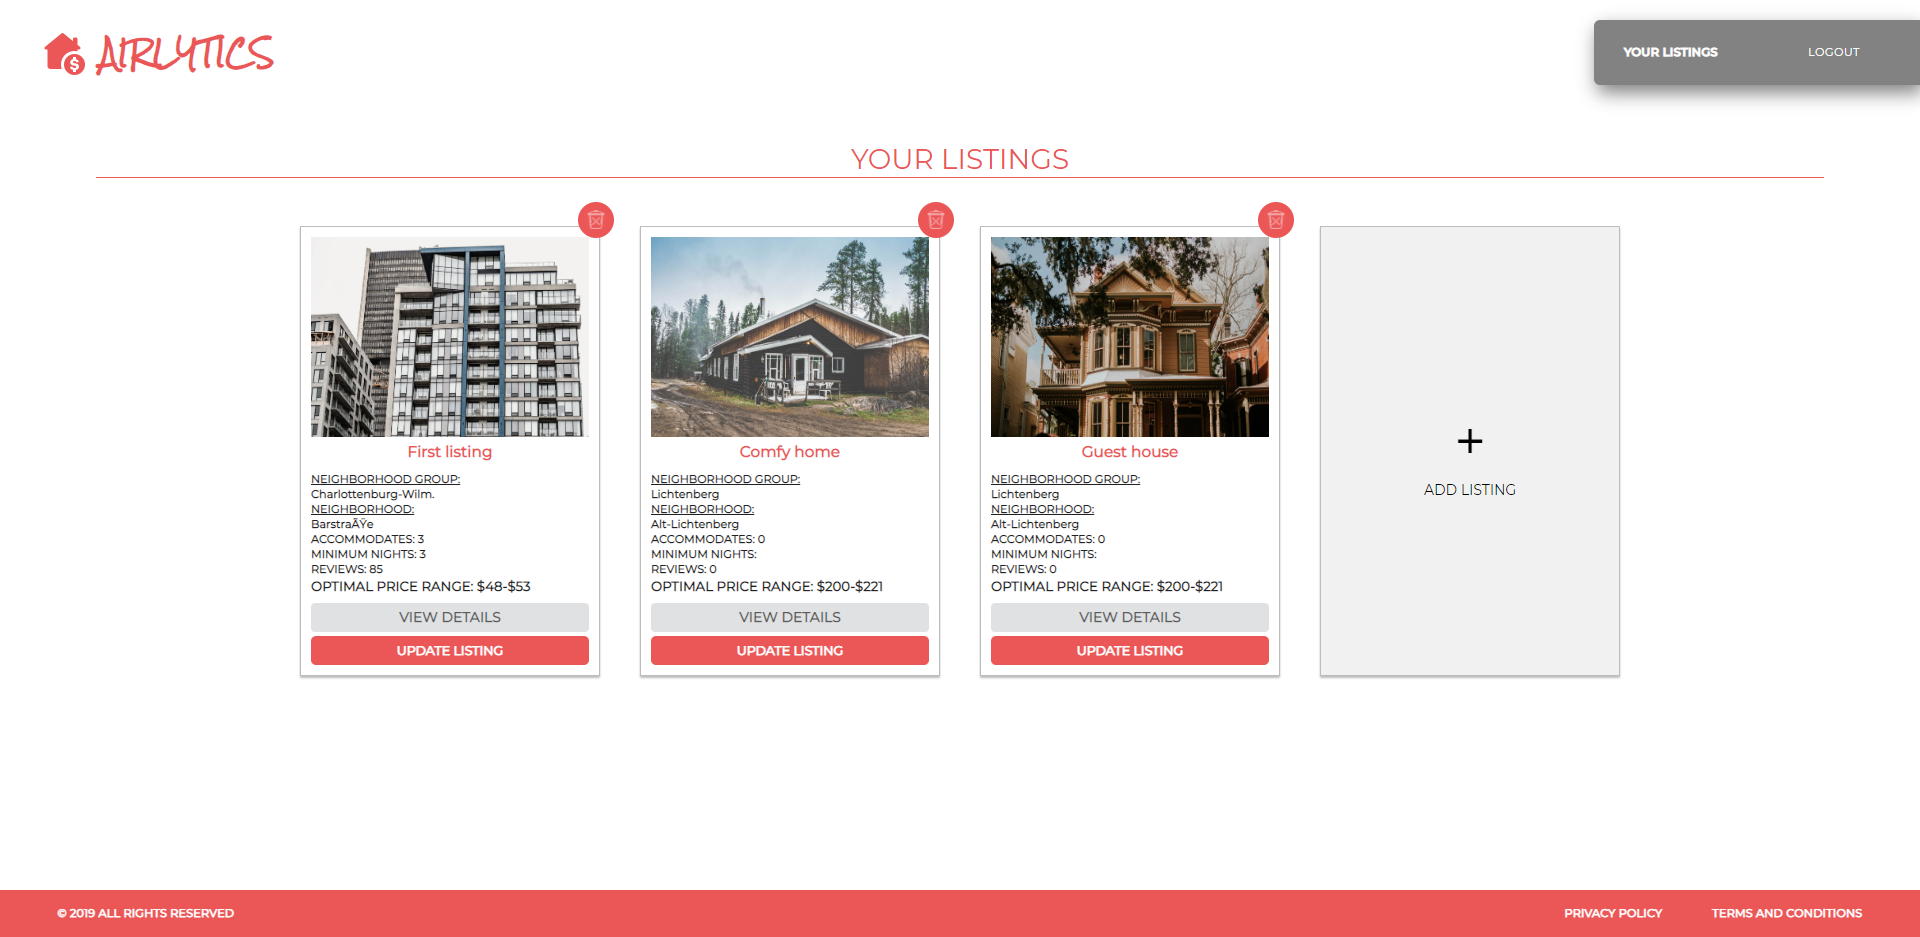 AIRLYTICS
YOUR LISTINGS
LOGOUT
YOUR LISTINGS
First listing
NEIGHBORHOOD GROUP:
Charlottenburg-Wilm.
NEIGHBORHOOD:
BarstraÃŸe
ACCOMMODATES: 3
MINIMUM NIGHTS: 3
REVIEWS: 85
OPTIMAL PRICE RANGE: $48-$53
VIEW DETAILS
UPDATE LISTING
Comfy home
NEIGHBORHOOD GROUP:
Lichtenberg
NEIGHBORHOOD:
Alt-Lichtenberg
ACCOMMODATES: 0
MINIMUM NIGHTS:
REVIEWS: 0
OPTIMAL PRICE RANGE: $200-$221
VIEW DETAILS
UPDATE LISTING
Guest house
NEIGHBORHOOD GROUP:
Lichtenberg
NEIGHBORHOOD:
Alt-Lichtenberg
ACCOMMODATES: 0
MINIMUM NIGHTS:
REVIEWS: 0
OPTIMAL PRICE RANGE: $200-$221
VIEW DETAILS
UPDATE LISTING
+
ADD LISTING
© 2019 ALL RIGHTS RESERVED
PRIVACY POLICY
TERMS AND CONDITIONS